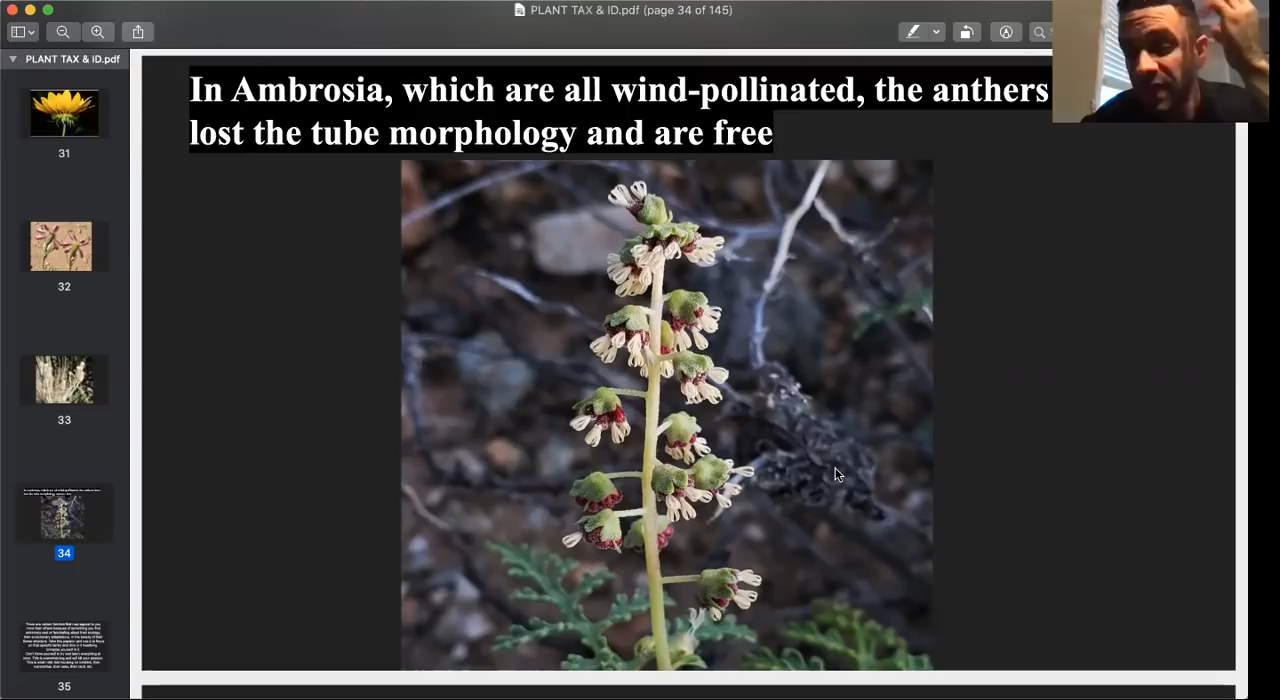 PLANT TAX & ID.pdf (page 34 of 145)
PLANT TAX & ID.pdf
In Ambrosia, which are all wind-pollinated, the anthers
lost the tube morphology and are free
31
32
33
34
35